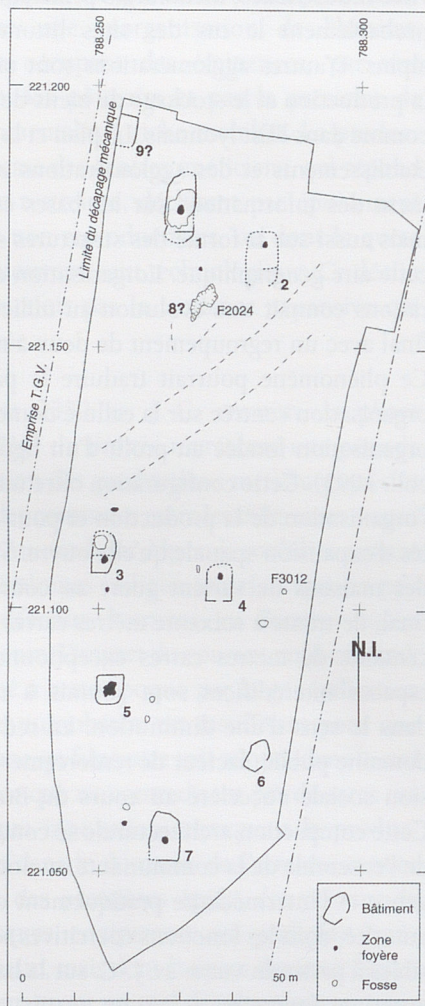 788.250
788.300
221.200
Limite du décapage mécanique
9?
2
8?
F2024
221.150
Emprise T.G.V.
3
4
F3012
221.100
N.I.
5
6
7
221.050
Bâtiment
Zone
foyère
Fosse
0
50 m